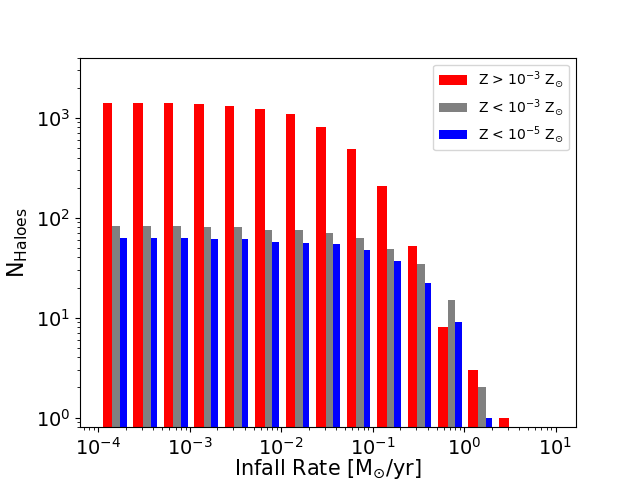 Z > 10⁻³ Z☉
Z < 10⁻³ Z☉
Z < 10⁻⁵ Z☉
10³
10²
10¹
10⁰
N_Haloes
10⁻⁴ 10⁻³ 10⁻² 10⁻¹ 10⁰ 10¹
Infall Rate [M☉/yr]